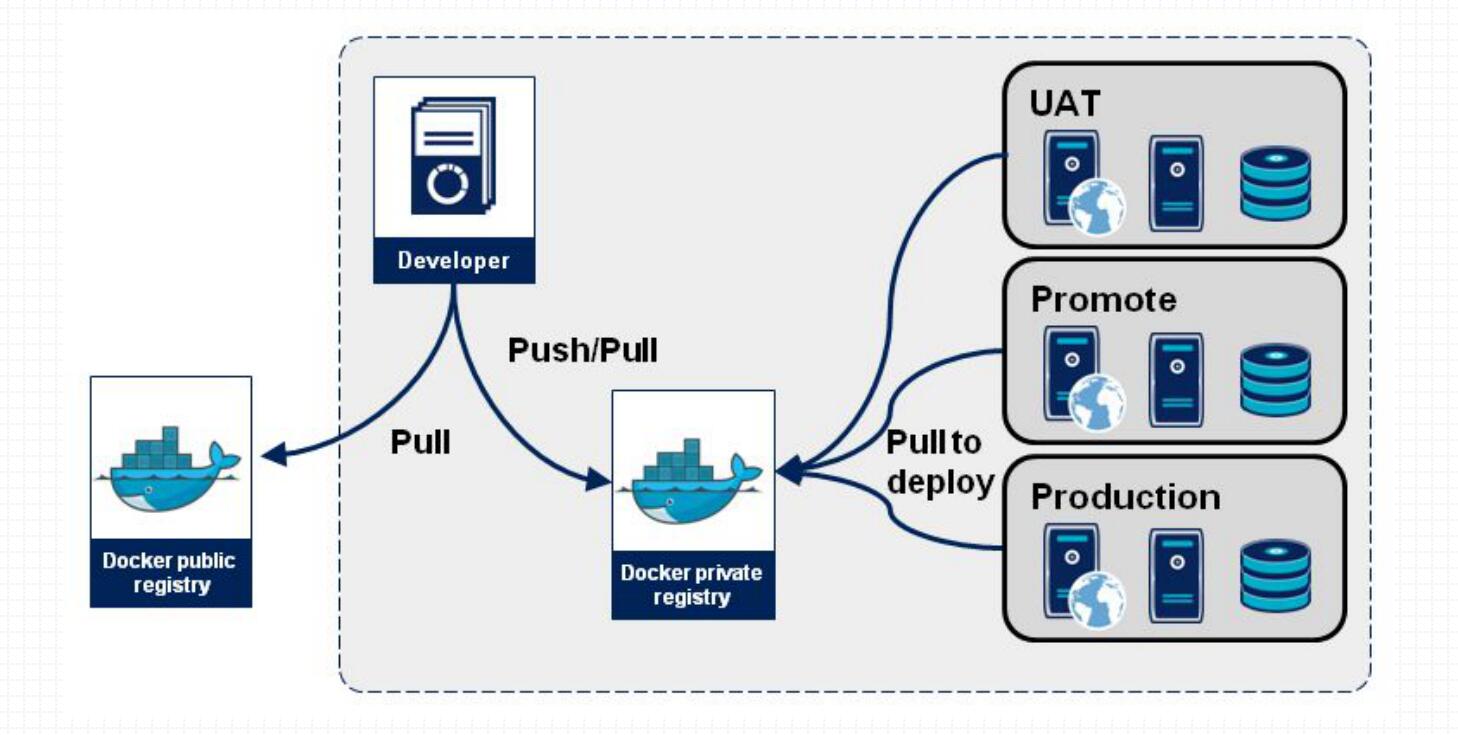 UAT
Developer
Promote
Push/Pull
Pull
Pull to
deploy
Production
Docker public
registry
Docker private
registry